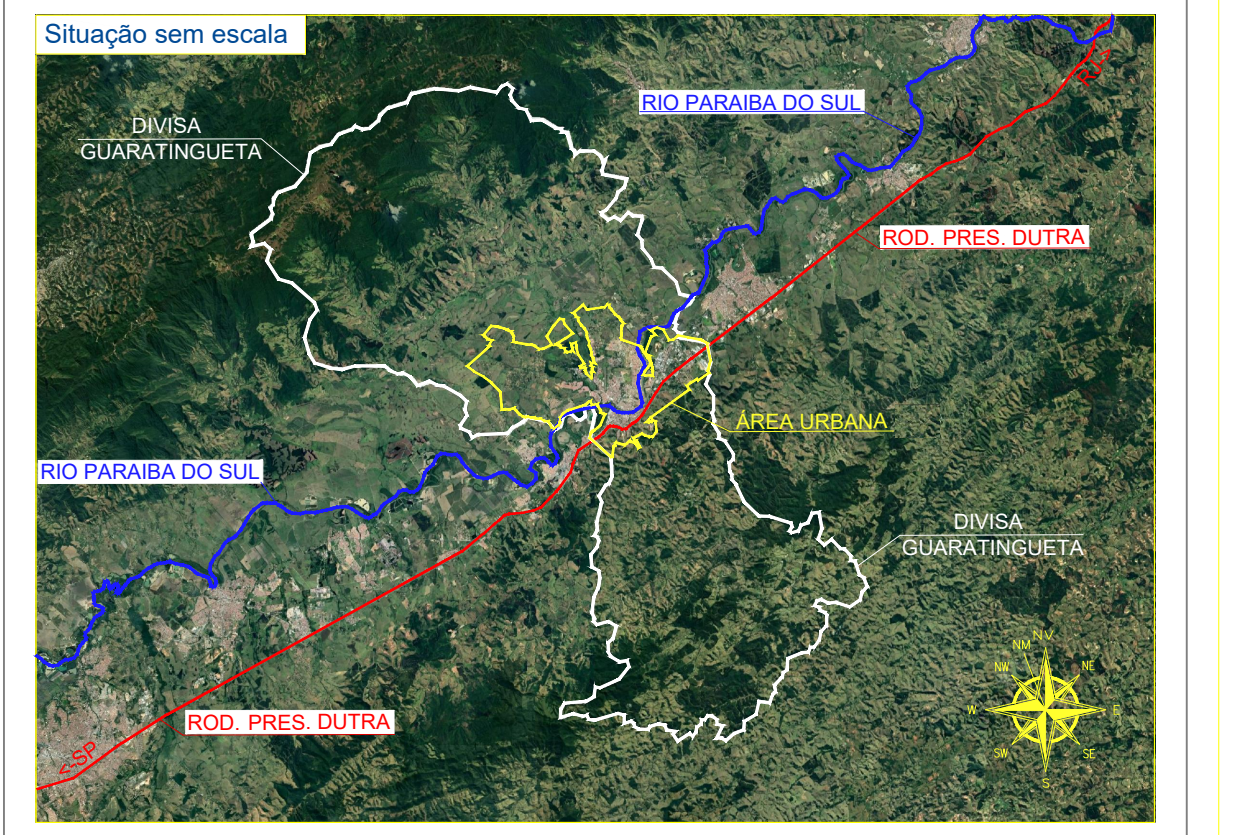 Situação sem escala
RJ->
RIO PARAIBA DO SUL
DIVISA
GUARATINGUETA
ROD. PRES. DUTRA
ÁREA URBANA
RIO PARAIBA DO SUL
DIVISA
GUARATINGUETA
ROD. PRES. DUTRA
<-SP
NV
NM
NW
NE
W
E
SW
SE
S